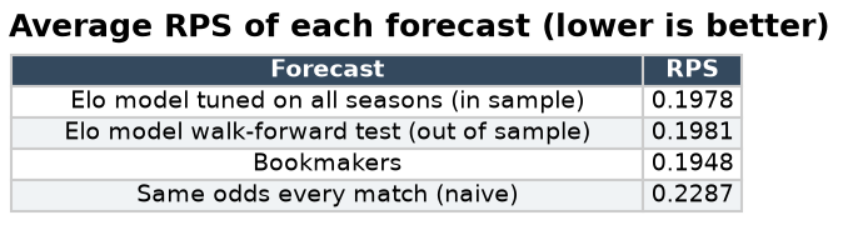 Average RPS of each forecast (lower is better)
Forecast RPS
Elo model tuned on all seasons (in sample) 0.1978
Elo model walk-forward test (out of sample) 0.1981
Bookmakers 0.1948
Same odds every match (naive) 0.2287